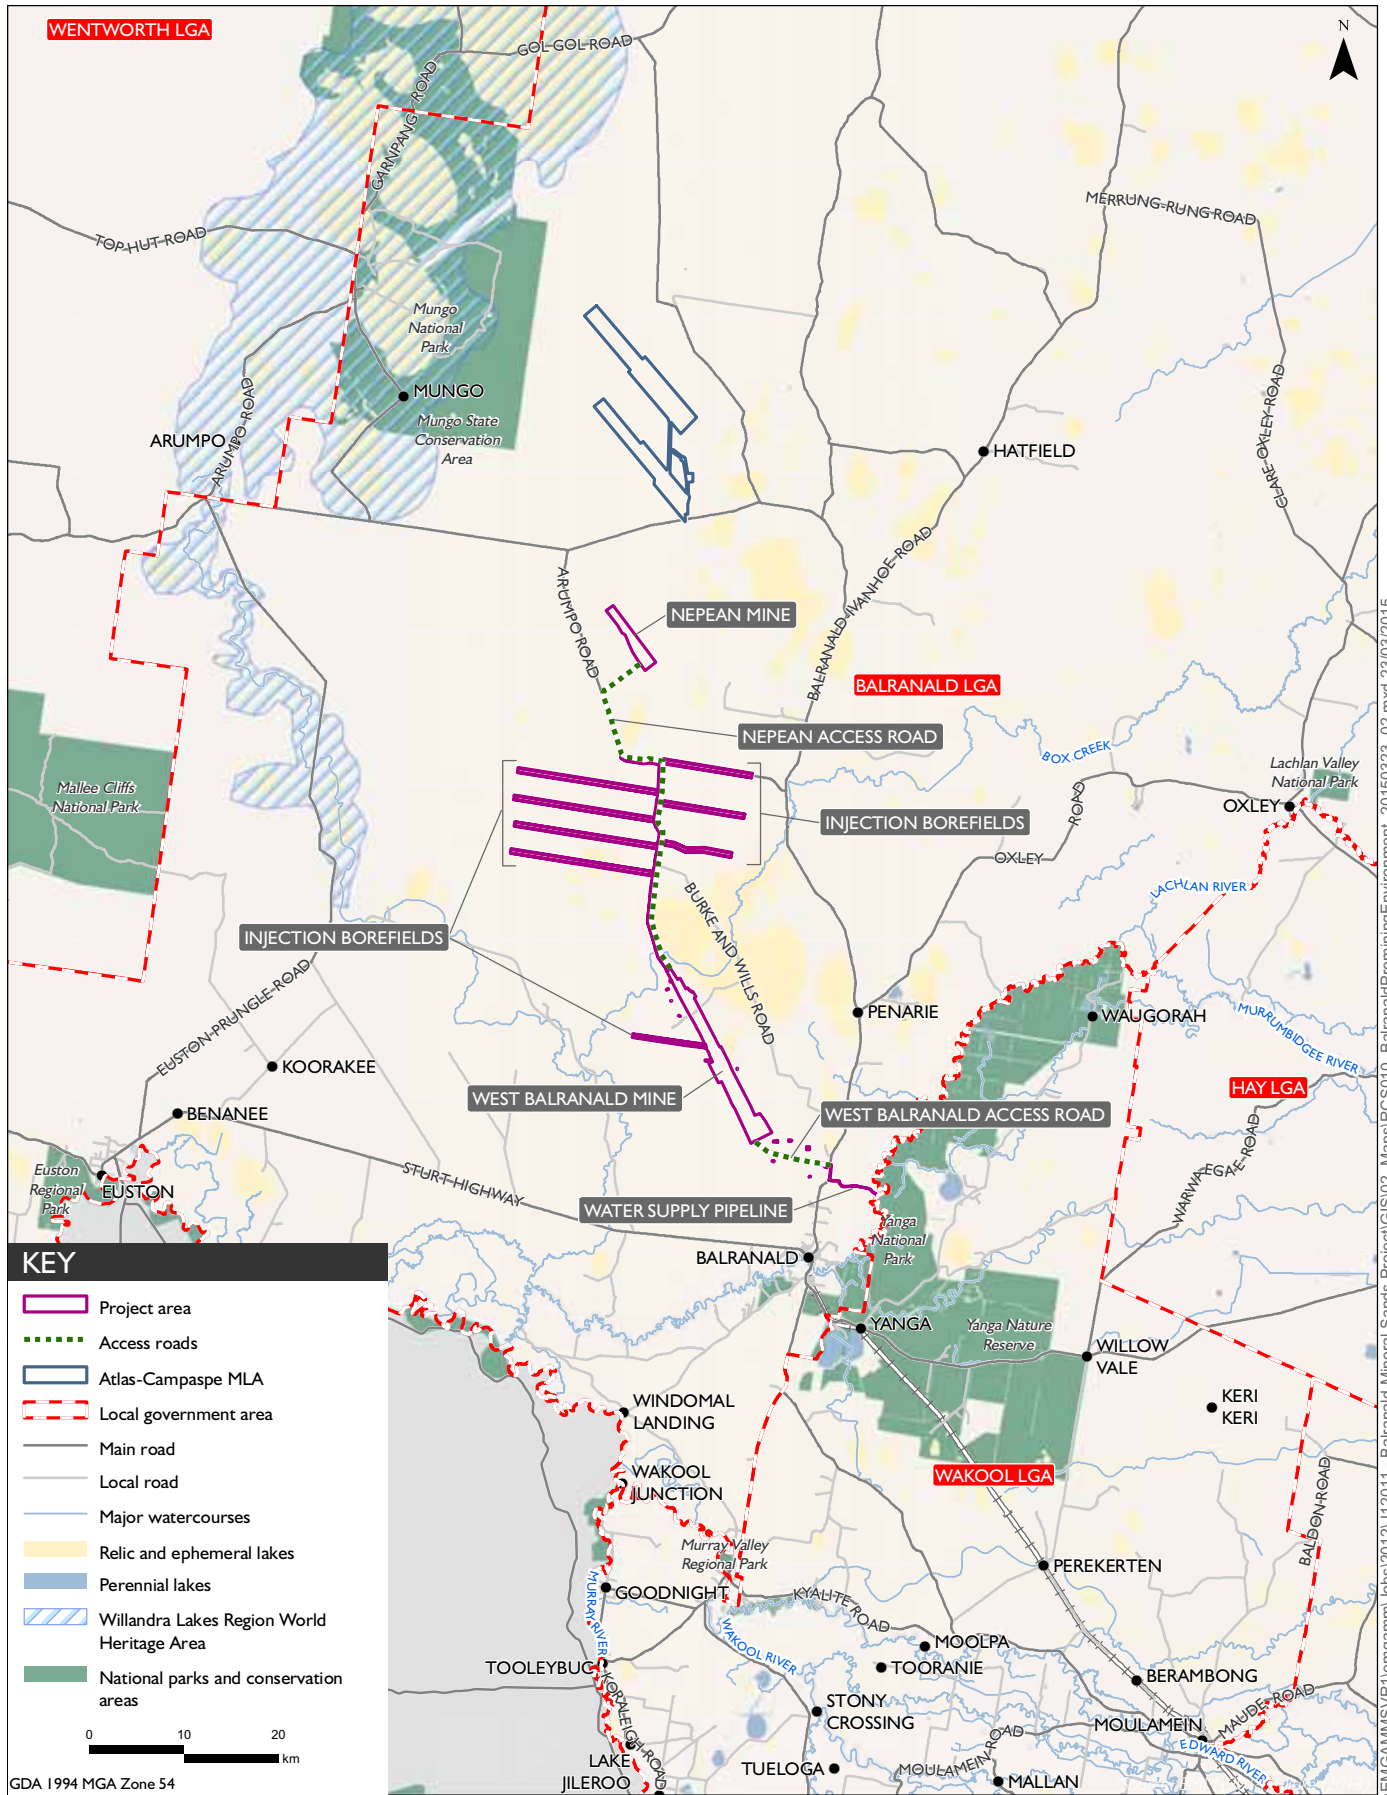 WENTWORTH LGA
GOL GOL ROAD
N
GARNPANG ROAD
MERRUNG-RUNG ROAD
TOP HUT ROAD
Mungo
National
Park
MUNGO
Mungo State
Conservation
Area
ARUMPO
ARUMPO ROAD
CLARE-OXLEY-ROAD
HATFIELD
ARUMPO ROAD
BALRANALD-IVANHOE-ROAD
NEPEAN MINE
BALRANALD LGA
NEPEAN ACCESS ROAD
BOX CREEK
Lachlan Valley
National Park
OXLEY
Mallee Cliffs
National Park
INJECTION BOREFIELDS
OXLEY
ROAD
LACHLAN RIVER
BURKE AND WILLS ROAD
INJECTION BOREFIELDS
EUSTON-PRUNGLE-ROAD
PENARIE
WAUGORAH
MURRUMBIDGEE RIVER
KOORAKEE
HAY LGA
WEST BALRANALD MINE
BENANEE
WEST BALRANALD ACCESS ROAD
WARWAEGAE-ROAD
Euston
Regional
Park
EUSTON
STURT HIGHWAY
WATER SUPPLY PIPELINE
Yanga
National
Park
BALRANALD
YANGA
Yanga Nature
Reserve
WILLOW
VALE
KERI
KERI
WINDOMAL
LANDING
WAKOOL
JUNCTION
WAKOOL LGA
BALDON-ROAD
Murray Valley
Regional Park
PEREKERTEN
GOODNIGHT
MURRAY RIVER
KYALITE ROAD
WAKOOL RIVER
MOOLPA
TOORANIE
TOOLEYBUC
BERAMBONG
KORALEIGH ROAD
STONY
CROSSING
MAUDE ROAD
MOULAMEIN
EDWARD RIVER
LAKE
JILEROO
TUELOGA
MOULAMEIN ROAD
MALLAN
KEY
Project area
Access roads
Atlas-Campaspe MLA
Local government area
Main road
Local road
Major watercourses
Relic and ephemeral lakes
Perennial lakes
Willandra Lakes Region World
Heritage Area
National parks and conservation
areas
0 10 20
km
GDA 1994 MGA Zone 54